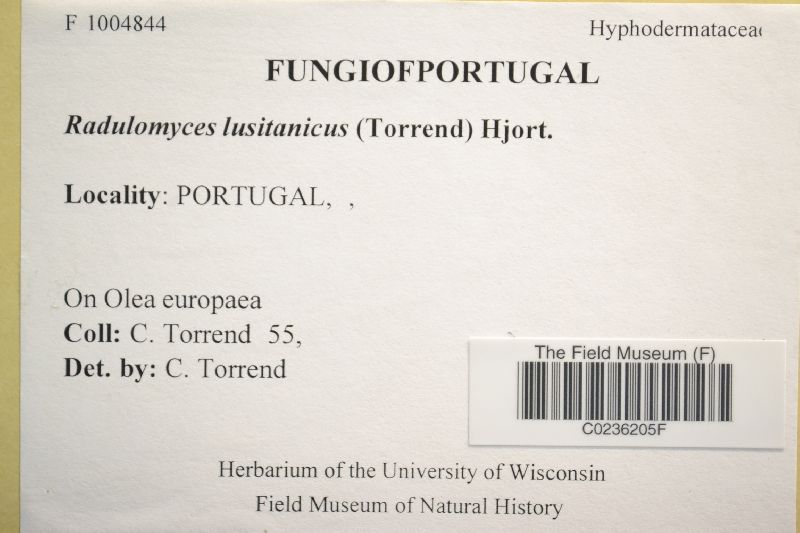 F 1004844
Hyphodermataceae
FUNGIOFPORTUGAL
Radulomyces lusitanicus (Torrend) Hjort.
Locality: PORTUGAL, ,
On Olea europaea
Coll: C. Torrend 55,
Det. by: C. Torrend
The Field Museum (F)
C0236205F
Herbarium of the University of Wisconsin
Field Museum of Natural History